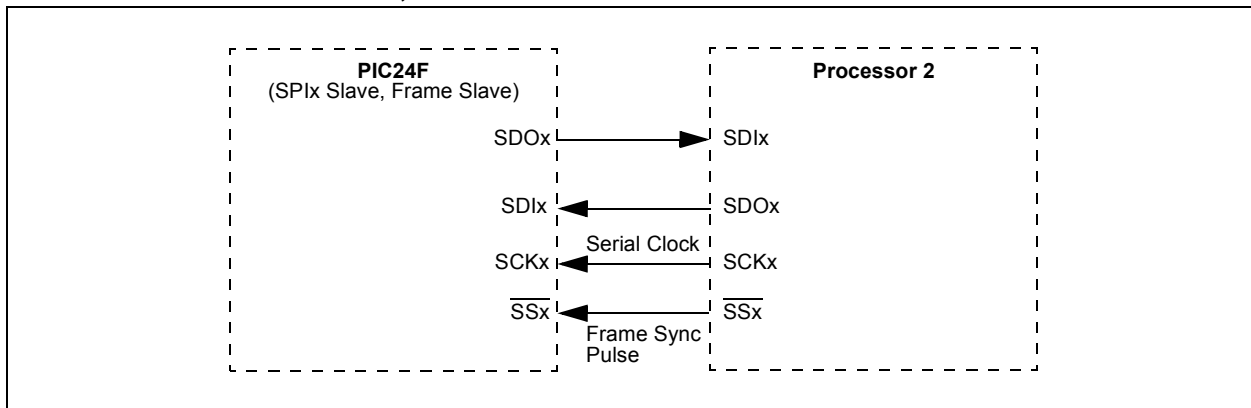 PIC24F
(SPIx Slave, Frame Slave)
Processor 2
SDOx
SDIx
SDIx
SDOx
Serial Clock
SCKx
SCKx
SSx
SSx
Frame Sync
Pulse